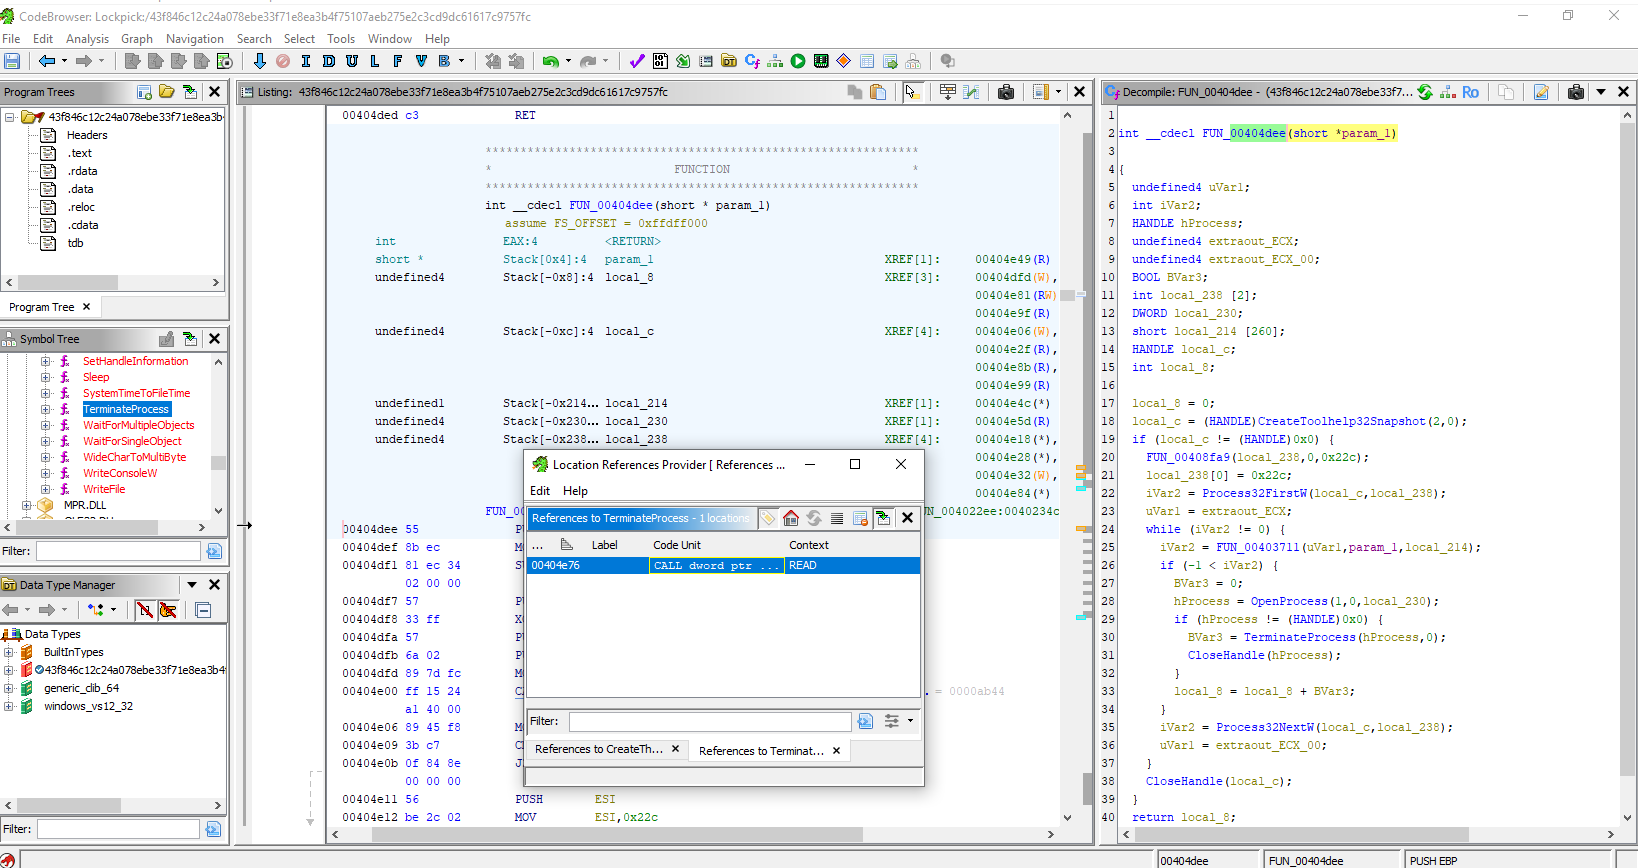 CodeBrowser: Lockpick:/43f846c12c24a078ebe33f71e8ea3b4f75107aeb275e2c3cd9dc61617c9757fc
File Edit Analysis Graph Navigation Search Select Tools Window Help
I D U L F V B
Program Trees
43f846c12c24a078ebe33f71e8ea3b
Headers
.text
.rdata
.data
.reloc
.cdata
tdb
Program Tree
Symbol Tree
SetHandleInformation
Sleep
SystemTimeToFileTime
TerminateProcess
WaitForMultipleObjects
WaitForSingleObject
WideCharToMultiByte
WriteConsoleW
WriteFile
MPR.DLL
Filter:
Data Type Manager
Data Types
BuiltInTypes
43f846c12c24a078ebe33f71e8ea3b4
generic_clib_64
windows_vs12_32
Filter:
Listing: 43f846c12c24a078ebe33f71e8ea3b4f75107aeb275e2c3cd9dc61617c9757fc
00404ded c3 RET
**************************************************************
* FUNCTION *
**************************************************************
int __cdecl FUN_00404dee(short * param_1)
assume FS_OFFSET = 0xffdff000
int EAX:4 <RETURN>
short * Stack[0x4]:4 param_1 XREF[1]: 00404e49(R)
undefined4 Stack[-0x8]:4 local_8 XREF[3]: 00404dfd(W),
00404e81(RW)
00404e9f(R)
undefined4 Stack[-0xc]:4 local_c XREF[4]: 00404e06(W),
00404e2f(R),
00404e8b(R),
00404e99(R)
undefined1 Stack[-0x214... local_214 XREF[1]: 00404e4c(*)
undefined4 Stack[-0x230... local_230 XREF[1]: 00404e5d(R)
undefined4 Stack[-0x238... local_238 XREF[4]: 00404e18(*),
00404e28(*),
00404e32(W),
00404e84(*)
FUN_00 UN_004022ee:0040234c
00404dee 55
00404def 8b ec
00404df1 81 ec 34
02 00 00
00404df7 57
00404df8 33 ff
00404dfa 57
00404dfb 6a 02
00404dfd 89 7d fc
00404e00 ff 15 24 . = 0000ab44
a1 40 00
00404e06 89 45 f8
00404e09 3b c7
00404e0b 0f 84 8e
00 00 00
00404e11 56 PUSH ESI
00404e12 be 2c 02 MOV ESI,0x22c
Location References Provider [ References ...
Edit Help
References to TerminateProcess - 1 locations
... Label Code Unit Context
00404e76 CALL dword ptr ... READ
Filter:
References to CreateTh... References to Terminat...
Decompile: FUN_00404dee - (43f846c12c24a078ebe33f7... Ro
1
2 int __cdecl FUN_00404dee(short *param_1)
3
4 {
5 undefined4 uVar1;
6 int iVar2;
7 HANDLE hProcess;
8 undefined4 extraout_ECX;
9 undefined4 extraout_ECX_00;
10 BOOL BVar3;
11 int local_238 [2];
12 DWORD local_230;
13 short local_214 [260];
14 HANDLE local_c;
15 int local_8;
16
17 local_8 = 0;
18 local_c = (HANDLE)CreateToolhelp32Snapshot(2,0);
19 if (local_c != (HANDLE)0x0) {
20 FUN_00408fa9(local_238,0,0x22c);
21 local_238[0] = 0x22c;
22 iVar2 = Process32FirstW(local_c,local_238);
23 uVar1 = extraout_ECX;
24 while (iVar2 != 0) {
25 iVar2 = FUN_00403711(uVar1,param_1,local_214);
26 if (-1 < iVar2) {
27 BVar3 = 0;
28 hProcess = OpenProcess(1,0,local_230);
29 if (hProcess != (HANDLE)0x0) {
30 BVar3 = TerminateProcess(hProcess,0);
31 CloseHandle(hProcess);
32 }
33 local_8 = local_8 + BVar3;
34 }
35 iVar2 = Process32NextW(local_c,local_238);
36 uVar1 = extraout_ECX_00;
37 }
38 CloseHandle(local_c);
39 }
40 return local_8;
00404dee FUN_00404dee PUSH EBP